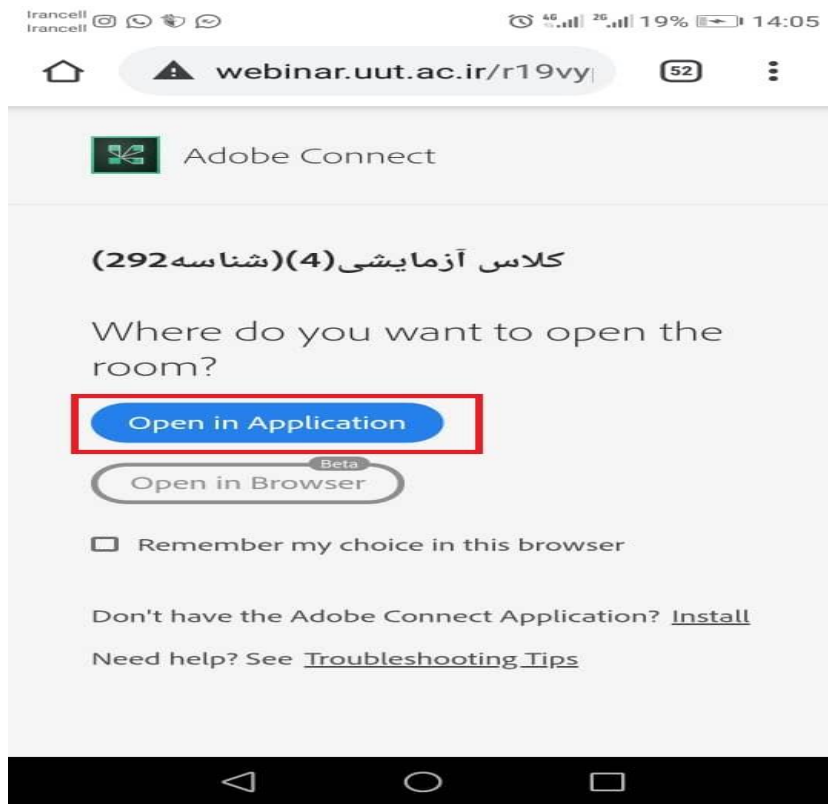 Irancell
Irancell
4G 2G 19% 14:05
webinar.uut.ac.ir/r19vy
52
Adobe Connect
کلاس آزمایشی(4)(شناسه292)
Where do you want to open the
room?
Open in Application
Beta
Open in Browser
Remember my choice in this browser
Don't have the Adobe Connect Application? Install
Need help? See Troubleshooting Tips